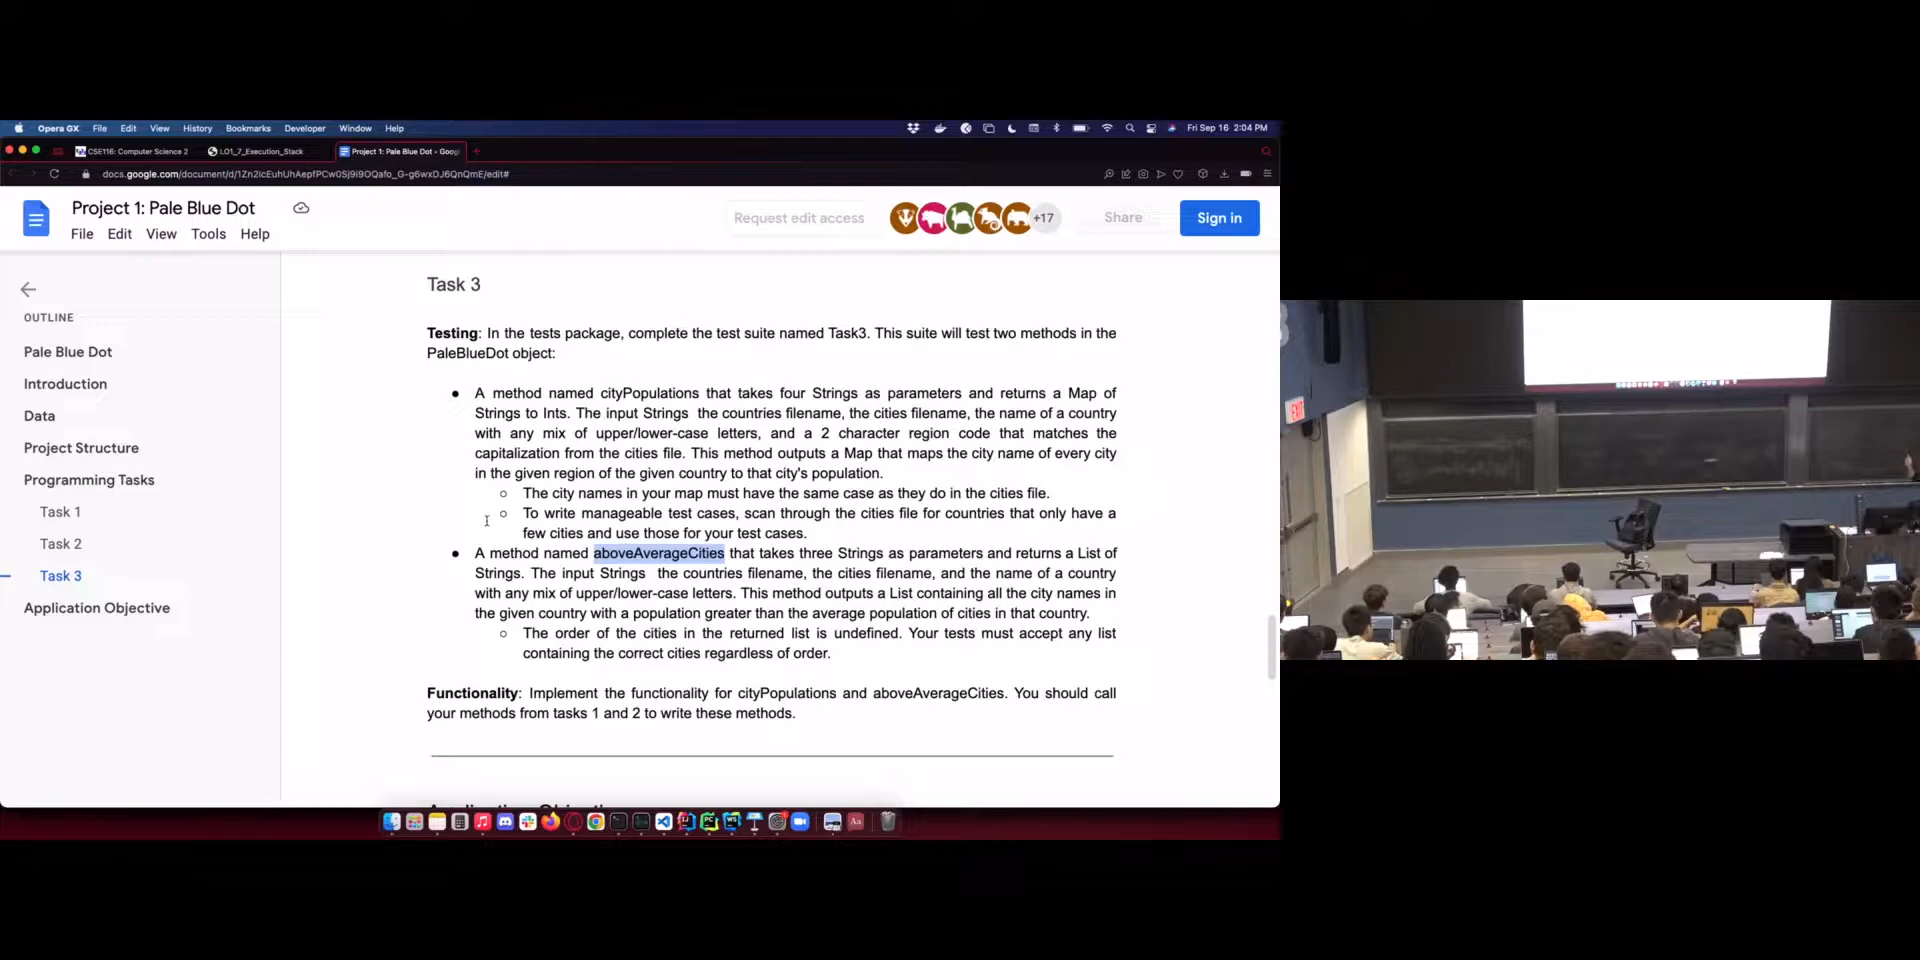 Opera GX File Edit View History Bookmarks Developer Window Help Fri Sep 16 2:04 PM
CSE116: Computer Science 2 LO1_7_Execution_Stack Project 1: Pale Blue Dot - Goog
docs.google.com/document/d/1Zn2IcEuhUhAepfPCw0Sj9i9OQafo_G-g6wxDJ6QnQmE/edit#
Project 1: Pale Blue Dot
Request edit access
+17
Share
Sign in
File Edit View Tools Help
OUTLINE
Pale Blue Dot
Introduction
Data
Project Structure
Programming Tasks
Task 1
Task 2
Task 3
Application Objective
Task 3
Testing: In the tests package, complete the test suite named Task3. This suite will test two methods in the
PaleBlueDot object:
● A method named cityPopulations that takes four Strings as parameters and returns a Map of
Strings to Ints. The input Strings the countries filename, the cities filename, the name of a country
with any mix of upper/lower-case letters, and a 2 character region code that matches the
capitalization from the cities file. This method outputs a Map that maps the city name of every city
in the given region of the given country to that city's population.
○ The city names in your map must have the same case as they do in the cities file.
○ To write manageable test cases, scan through the cities file for countries that only have a
few cities and use those for your test cases.
● A method named aboveAverageCities that takes three Strings as parameters and returns a List of
Strings. The input Strings the countries filename, the cities filename, and the name of a country
with any mix of upper/lower-case letters. This method outputs a List containing all the city names in
the given country with a population greater than the average population of cities in that country.
○ The order of the cities in the returned list is undefined. Your tests must accept any list
containing the correct cities regardless of order.
Functionality: Implement the functionality for cityPopulations and aboveAverageCities. You should call
your methods from tasks 1 and 2 to write these methods.
Application Objecti
EXIT